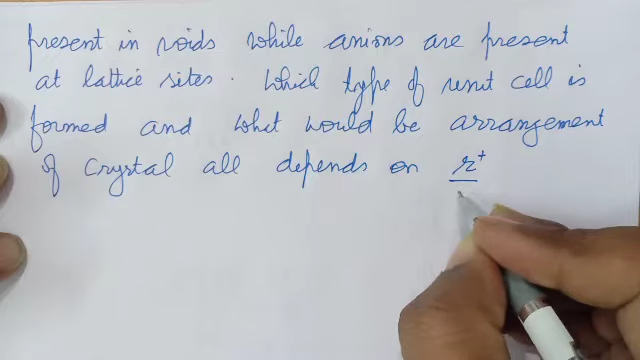 present in voids while anions are present
at lattice sites. Which type of unit cell is
formed and what would be arrangement
of crystal all depends on r⁺